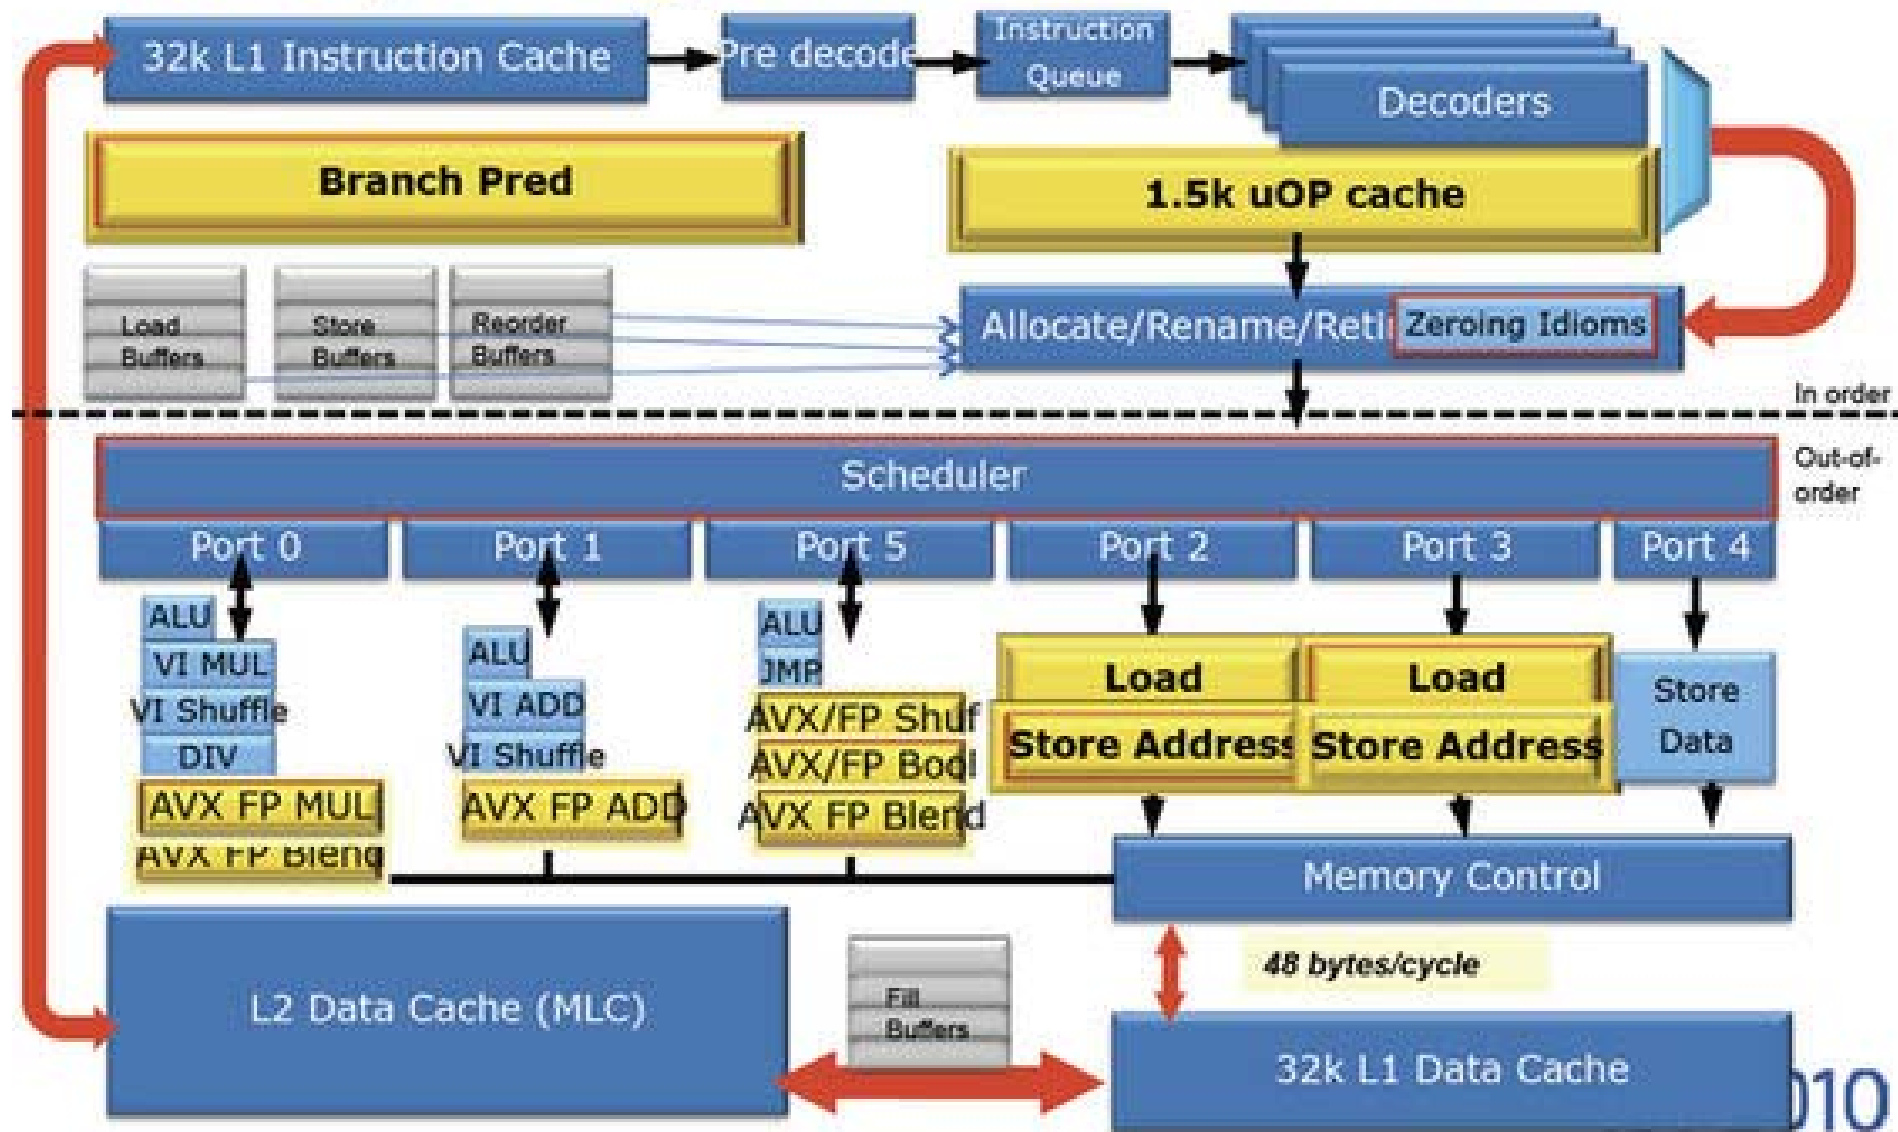 32k L1 Instruction Cache
Pre decode
Instruction
Queue
Decoders
Branch Pred
1.5k uOP cache
Load
Buffers
Store
Buffers
Reorder
Buffers
Allocate/Rename/Reti
Zeroing Idioms
In order
Out-of-
order
Scheduler
Port 0
Port 1
Port 5
Port 2
Port 3
Port 4
ALU
VI MUL
VI Shuffle
DIV
AVX FP MUL
AVX FP Blend
ALU
VI ADD
VI Shuffle
AVX FP ADD
ALU
JMP
AVX/FP Shuf
AVX/FP Bool
AVX FP Blend
Load
Store Address
Load
Store Address
Store
Data
Memory Control
48 bytes/cycle
L2 Data Cache (MLC)
Fill
Buffers
32k L1 Data Cache
010